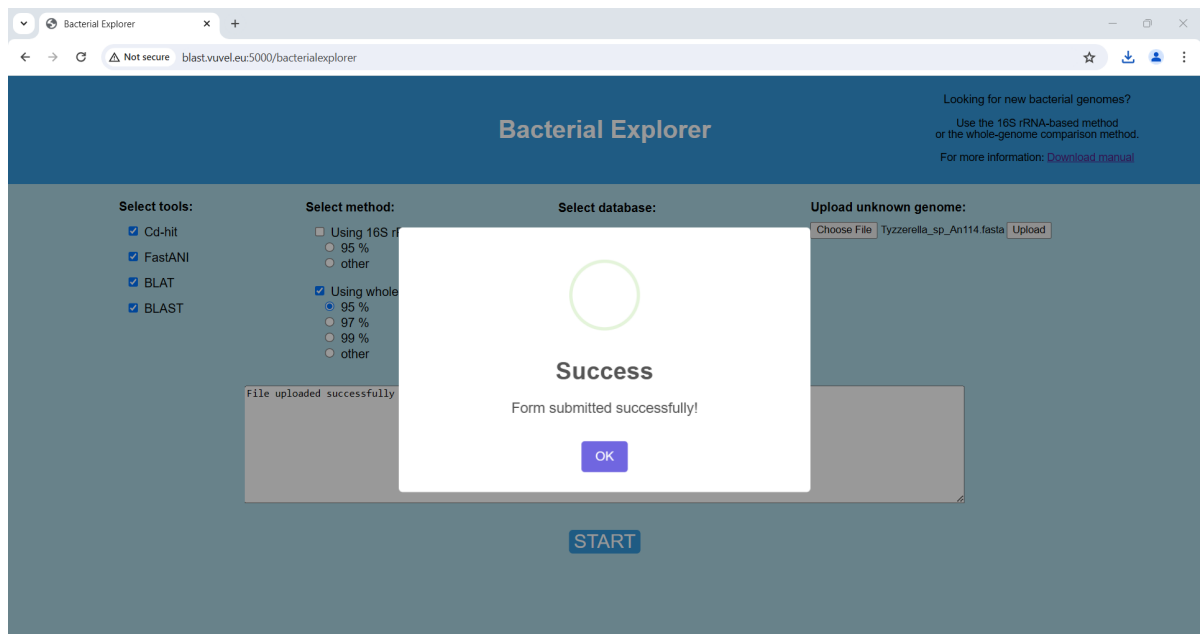 Bacterial Explorer
Not secure
blast.vuvel.eu:5000/bacterialexplorer
Bacterial Explorer
Looking for new bacterial genomes?
Use the 16S rRNA-based method
or the whole-genome comparison method.
For more information: Download manual
Select tools:
Cd-hit
FastANI
BLAT
BLAST
Select method:
Using 16S
95 %
other
Using whole
95 %
97 %
99 %
other
Select database:
Upload unknown genome:
Choose File Tyzzerella_sp_An114.fasta Upload
File uploaded successfully
Success
Form submitted successfully!
OK
START